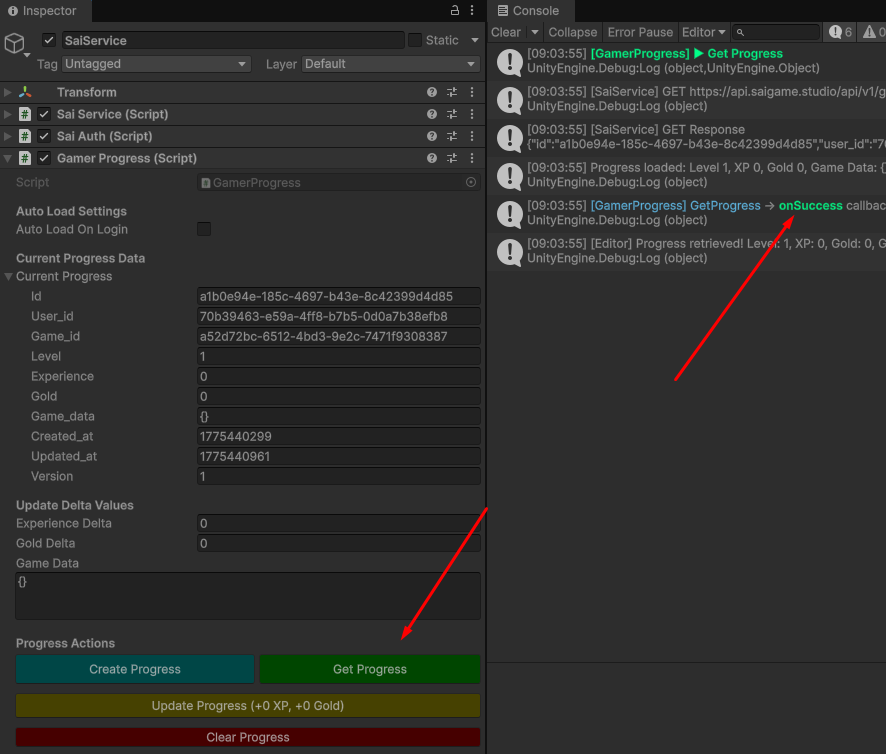 Inspector
SaiService
Static
Tag Untagged Layer Default
Transform
Sai Service (Script)
Sai Auth (Script)
Gamer Progress (Script)
Script GamerProgress
Auto Load Settings
Auto Load On Login
Current Progress Data
Current Progress
Id a1b0e94e-185c-4697-b43e-8c42399d4d85
User_id 70b39463-e59a-4ff8-b7b5-0d0a7b38efb8
Game_id a52d72bc-6512-4bd3-9e2c-7471f9308387
Level 1
Experience 0
Gold 0
Game_data {}
Created_at 1775440299
Updated_at 1775440961
Version 1
Update Delta Values
Experience Delta 0
Gold Delta 0
Game Data
{}
Progress Actions
Create Progress Get Progress
Update Progress (+0 XP, +0 Gold)
Clear Progress
Console
Clear Collapse Error Pause Editor 6 0
[09:03:55] [GamerProgress] ▶ Get Progress
UnityEngine.Debug:Log (object,UnityEngine.Object)
[09:03:55] [SaiService] GET https://api.saigame.studio/api/v1/g
UnityEngine.Debug:Log (object)
[09:03:55] [SaiService] GET Response
{"id":"a1b0e94e-185c-4697-b43e-8c42399d4d85","user_id":"70
[09:03:55] Progress loaded: Level 1, XP 0, Gold 0, Game Data: {}
UnityEngine.Debug:Log (object)
[09:03:55] [GamerProgress] GetProgress → onSuccess callbac
UnityEngine.Debug:Log (object)
[09:03:55] [Editor] Progress retrieved! Level: 1, XP: 0, Gold: 0, G
UnityEngine.Debug:Log (object)